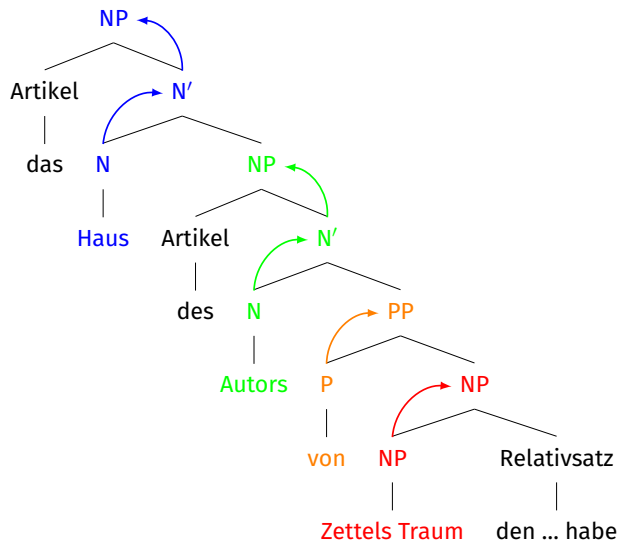 NP
Artikel N′
das N NP
Haus Artikel N′
des N PP
Autors P NP
von NP Relativsatz
Zettels Traum den ... habe